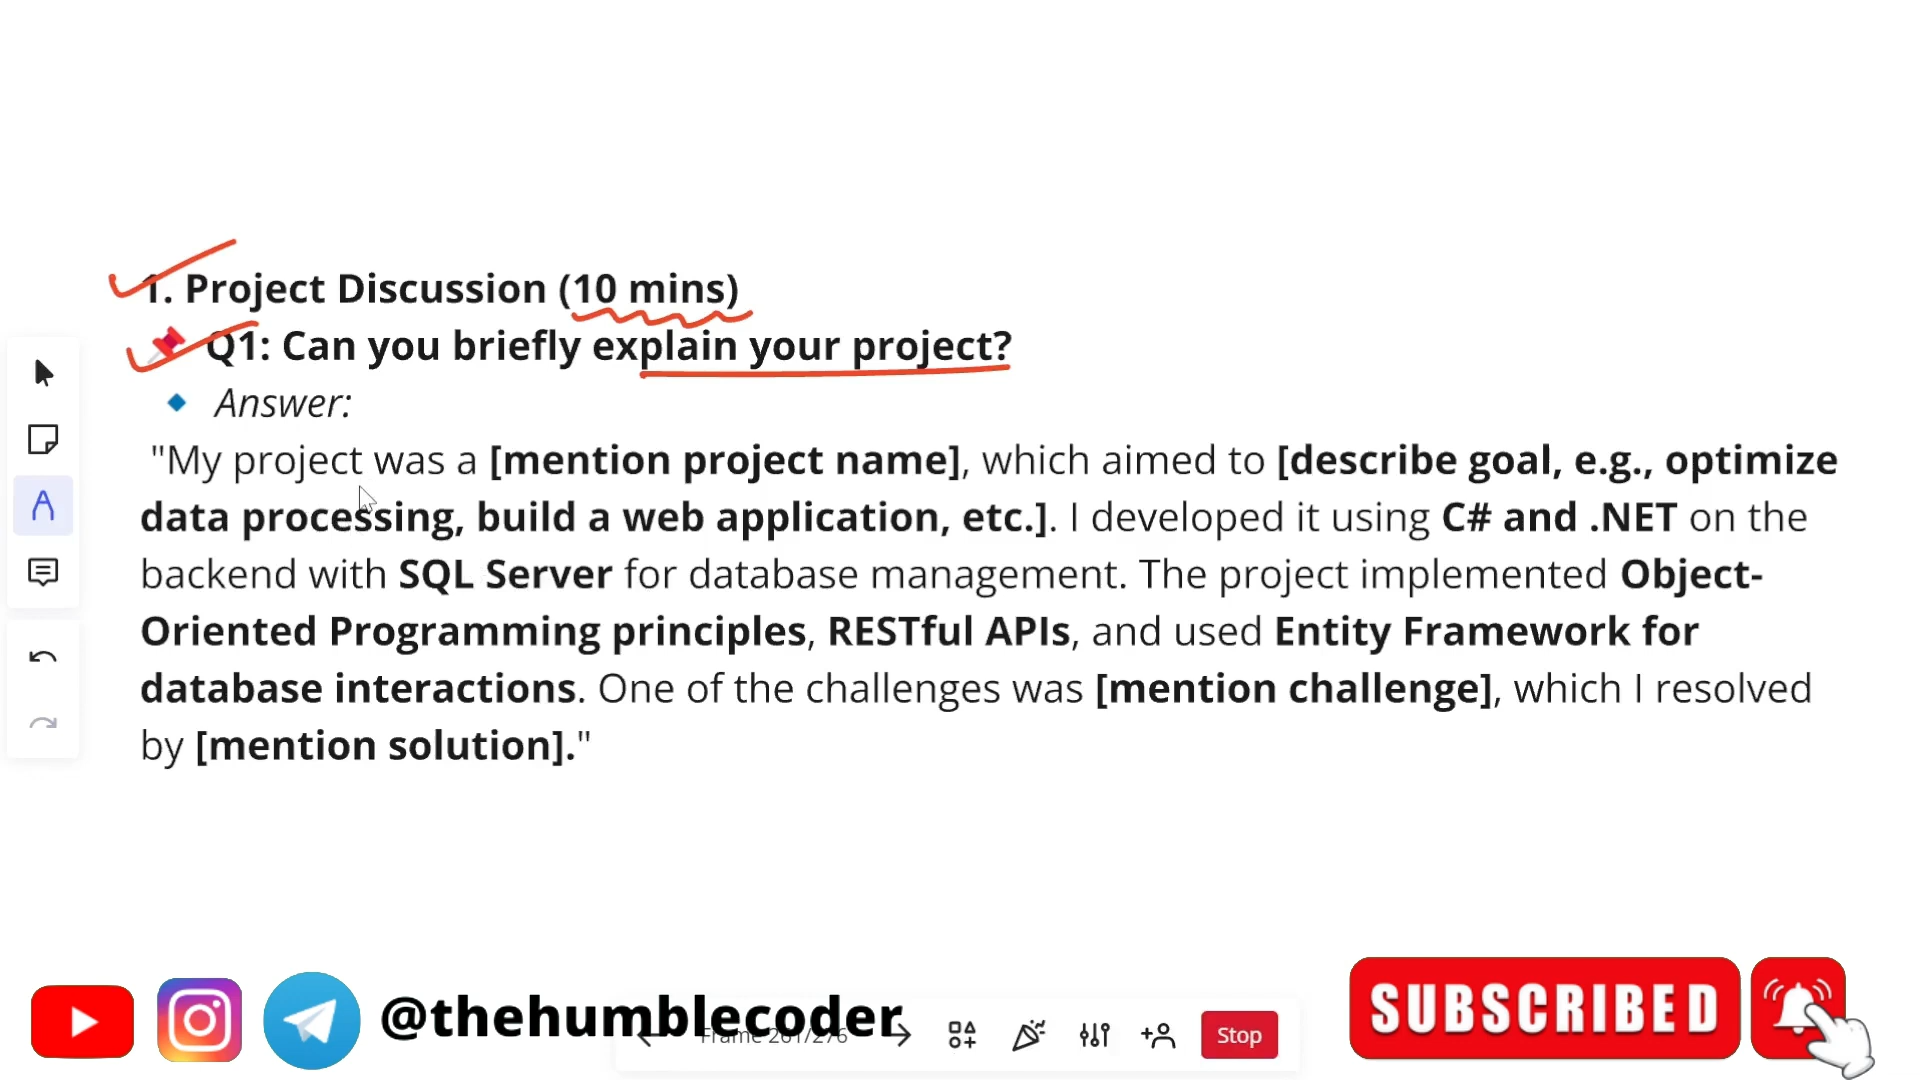 1. Project Discussion (10 mins)
Q1: Can you briefly explain your project?
Answer:
"My project was a [mention project name], which aimed to [describe goal, e.g., optimize
data processing, build a web application, etc.]. I developed it using C# and .NET on the
backend with SQL Server for database management. The project implemented Object-
Oriented Programming principles, RESTful APIs, and used Entity Framework for
database interactions. One of the challenges was [mention challenge], which I resolved
by [mention solution]."
@thehumblecoder
Frame 261/276
Stop
SUBSCRIBED